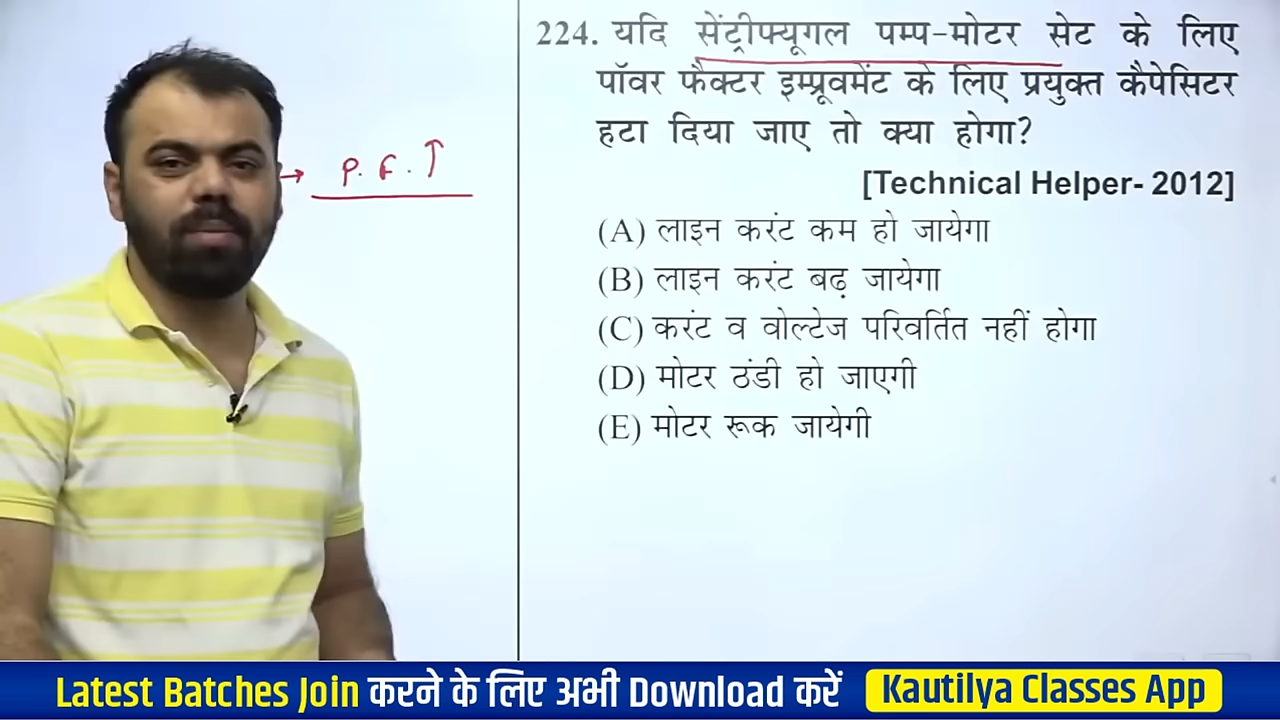 224. यदि सेंट्रीफ्यूगल पम्प-मोटर सेट के लिए
पॉवर फैक्टर इम्प्रूवमेंट के लिए प्रयुक्त कैपेसिटर
हटा दिया जाए तो क्या होगा?
[Technical Helper- 2012]
(A) लाइन करंट कम हो जायेगा
(B) लाइन करंट बढ़ जायेगा
(C) करंट व वोल्टेज परिवर्तित नहीं होगा
(D) मोटर ठंडी हो जाएगी
(E) मोटर रूक जायेगी
→ P.F.↑
Latest Batches Join करने के लिए अभी Download करें Kautilya Classes App